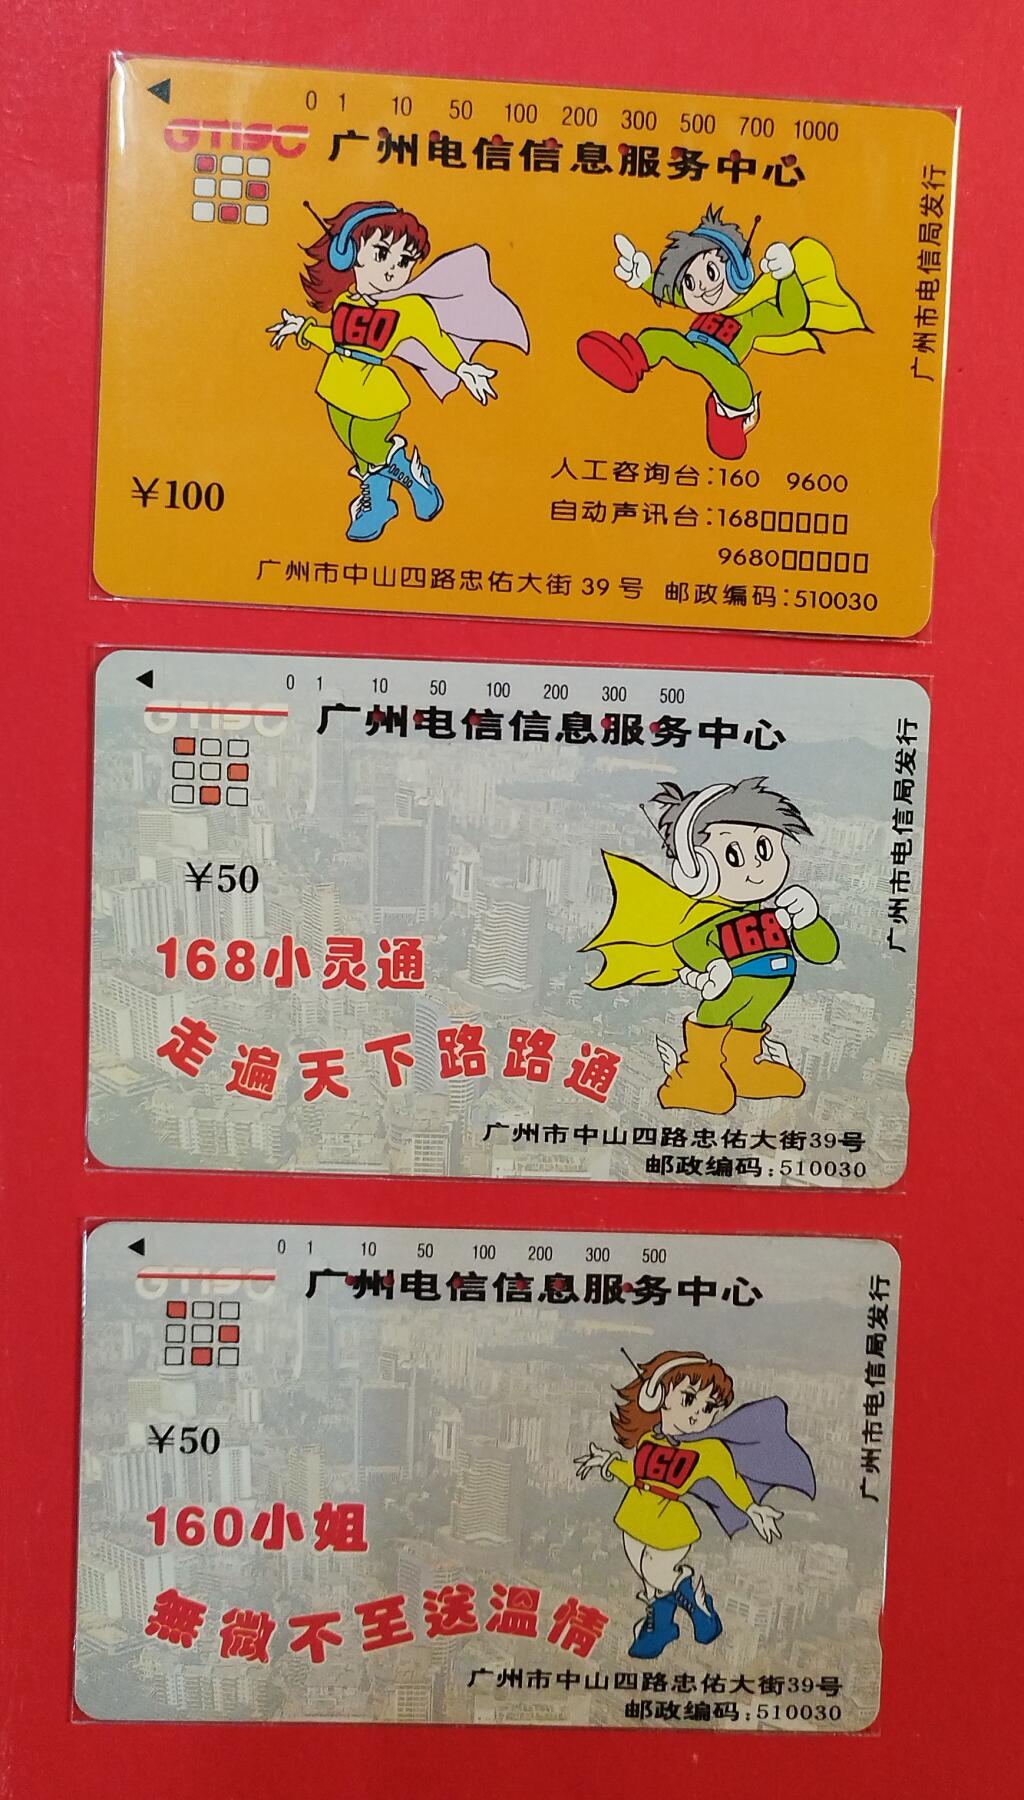 0 1 10 50 100 200 300 500 700 1000
GTISC
广州电信信息服务中心
160
168
广州市电信局发行
¥100
人工咨询台:160 9600
自动声讯台:168□□□□□
9680□□□□□
广州市中山四路忠佑大街 39 号 邮政编码:510030
0 1 10 50 100 200 300 500
GTISC
广州电信信息服务中心
广州市电信局发行
¥50
168
168小灵通
走遍天下路路通
广州市中山四路忠佑大街39号
邮政编码:510030
0 1 10 50 100 200 300 500
GTISC
广州电信信息服务中心
广州市电信局发行
¥50
160
160小姐
無微不至送溫情
广州市中山四路忠佑大街39号
邮政编码:510030